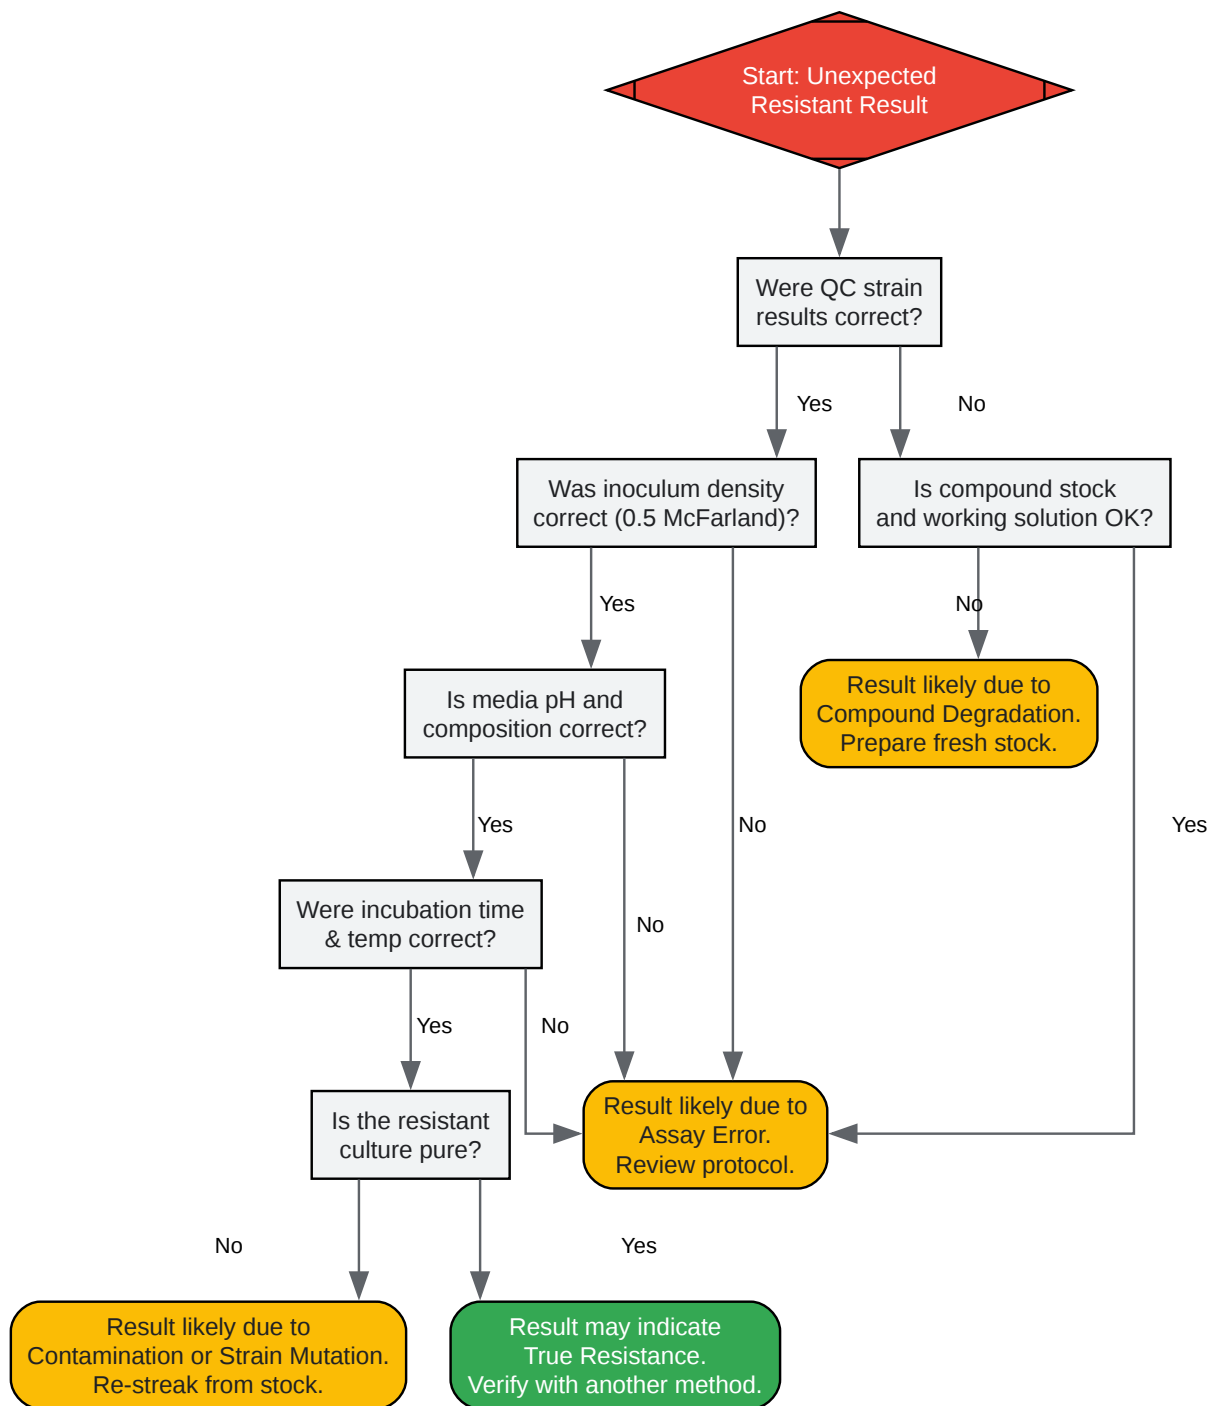 Start: Unexpected
Resistant Result
Were QC strain
results correct?
Yes
No
Was inoculum density
correct (0.5 McFarland)?
Is compound stock
and working solution OK?
Yes
No
Is media pH and
composition correct?
Result likely due to
Compound Degradation.
Prepare fresh stock.
Yes
No
Yes
Were incubation time
& temp correct?
No
Yes
No
Is the resistant
culture pure?
Result likely due to
Assay Error.
Review protocol.
No
Yes
Result likely due to
Contamination or Strain Mutation.
Re-streak from stock.
Result may indicate
True Resistance.
Verify with another method.